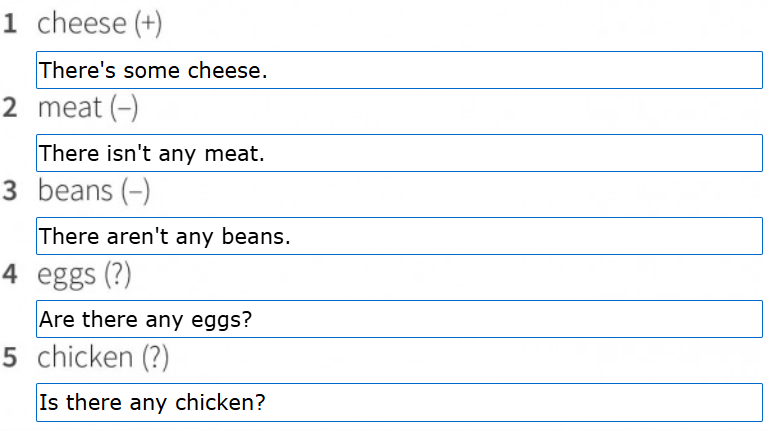 1 cheese (+)
There's some cheese.
2 meat (–)
There isn't any meat.
3 beans (–)
There aren't any beans.
4 eggs (?)
Are there any eggs?
5 chicken (?)
Is there any chicken?